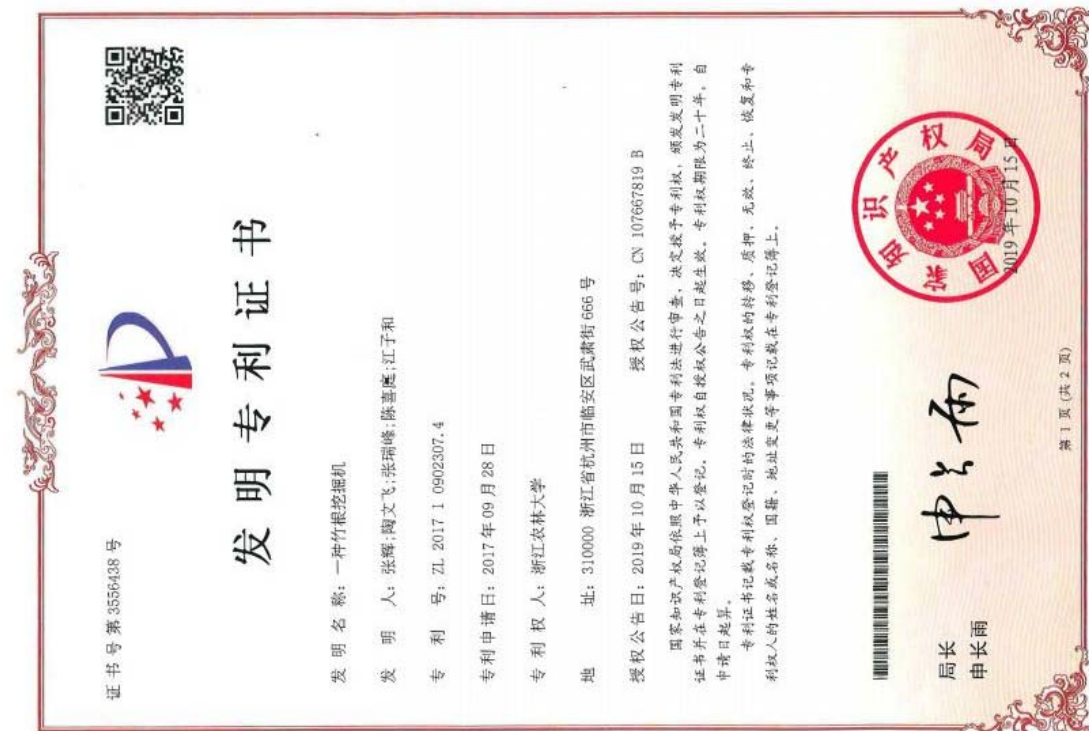 证书号第3556438号
发明专利证书
发明名称：一种竹根挖掘机
发明人：张辉;陶文飞;张瑞峰;陈喜庭;江子和
专利号：ZL 2017 1 0902307.4
专利申请日：2017年09月28日
专利权人：浙江农林大学
地址：310000 浙江省杭州市临安区武肃街666号
授权公告日：2019年10月15日 授权公告号：CN 107667819 B
国家知识产权局依照中华人民共和国专利法进行审查，决定授予专利权，颁发发明专利
证书并在专利登记簿上予以登记。专利权自授权公告之日起生效。专利权期限为二十年，自
申请日起算。
专利证书记载专利权登记时的法律状况。专利权的转移、质押、无效、终止、恢复和专
利权人的姓名或名称、国籍、地址变更等事项记载在专利登记簿上。
局长
申长雨
申长雨
国家知识产权局
2019年10月15日
第1页(共2页)